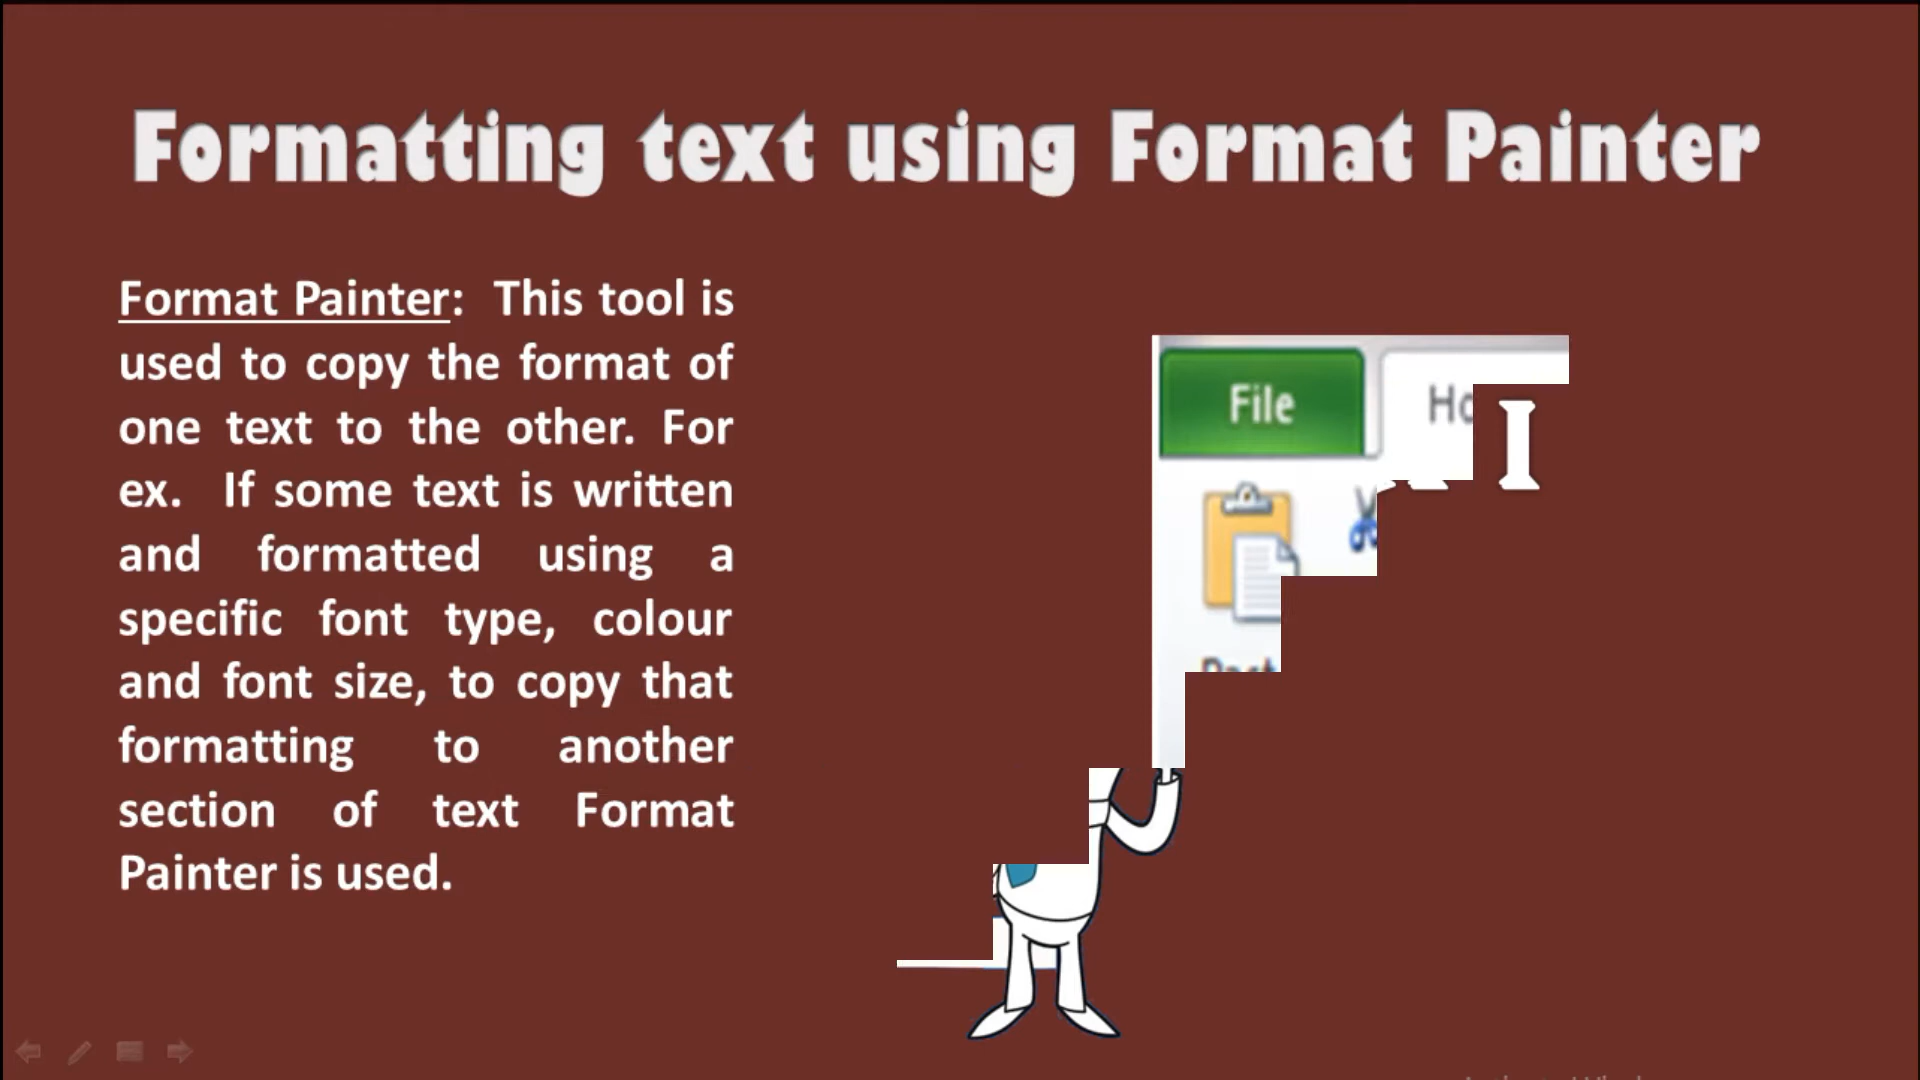 Formatting text using Format Painter
Format Painter: This tool is
used to copy the format of
one text to the other. For
ex. If some text is written
and formatted using a
specific font type, colour
and font size, to copy that
formatting to another
section of text Format
Painter is used.
File